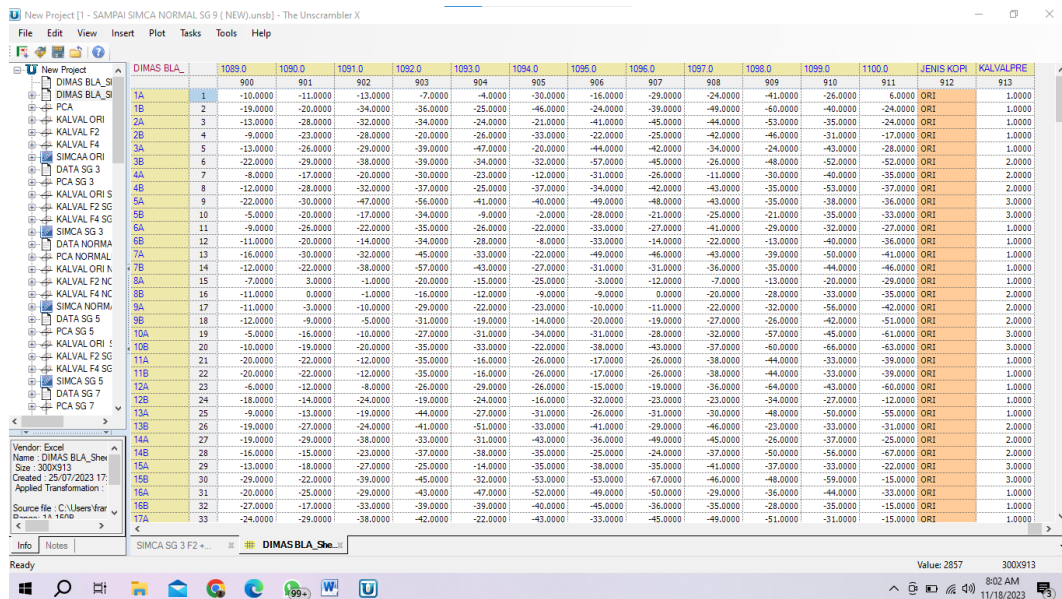 New Project [1 - SAMPAI SIMCA NORMAL SG 9 ( NEW).unsb] - The Unscrambler X
File Edit View Insert Plot Tasks Tools Help
New Project
DIMAS BLA_SI
DIMAS BLA_SI
PCA
KALVAL ORI
KALVAL F2
KALVAL F4
SIMCAA ORI
DATA SG 3
PCA SG 3
KALVAL ORI S
KALVAL F2 SG
KALVAL F4 SG
SIMCA SG 3
DATA NORMA
PCA NORMAL
KALVAL ORI N
KALVAL F2 NC
KALVAL F4 NC
SIMCA NORM
DATA SG 5
PCA SG 5
KALVAL ORI
KALVAL F2 SG
KALVAL F4 SG
SIMCA SG 5
DATA SG 7
PCA SG 7
Vendor: Excel
Name : DIMAS BLA_Shee
Size : 300X913
Created : 25/07/2023 17:
Applied Transformation :
Source file : C:\Users\frar
Info Notes
DIMAS BLA_ 1089.0 1090.0 1091.0 1092.0 1093.0 1094.0 1095.0 1096.0 1097.0 1098.0 1099.0 1100.0 JENIS KOPI KALVALPRE
900 901 902 903 904 905 906 907 908 909 910 911 912 913
1A 1 -10.0000 -11.0000 -13.0000 -7.0000 -4.0000 -30.0000 -16.0000 -29.0000 -24.0000 -41.0000 -26.0000 6.0000 ORI 1.0000
1B 2 -19.0000 -20.0000 -34.0000 -36.0000 -25.0000 -46.0000 -24.0000 -39.0000 -49.0000 -60.0000 -40.0000 -24.0000 ORI 1.0000
2A 3 -13.0000 -28.0000 -32.0000 -34.0000 -24.0000 -21.0000 -41.0000 -45.0000 -44.0000 -53.0000 -35.0000 -24.0000 ORI 1.0000
2B 4 -9.0000 -23.0000 -28.0000 -20.0000 -26.0000 -33.0000 -22.0000 -25.0000 -42.0000 -46.0000 -31.0000 -17.0000 ORI 1.0000
3A 5 -13.0000 -26.0000 -29.0000 -39.0000 -47.0000 -20.0000 -44.0000 -42.0000 -34.0000 -24.0000 -43.0000 -28.0000 ORI 1.0000
3B 6 -22.0000 -29.0000 -38.0000 -39.0000 -34.0000 -32.0000 -57.0000 -45.0000 -26.0000 -48.0000 -52.0000 -52.0000 ORI 2.0000
4A 7 -8.0000 -17.0000 -20.0000 -30.0000 -23.0000 -12.0000 -31.0000 -26.0000 -11.0000 -30.0000 -40.0000 -35.0000 ORI 2.0000
4B 8 -12.0000 -28.0000 -32.0000 -37.0000 -25.0000 -37.0000 -34.0000 -42.0000 -43.0000 -35.0000 -53.0000 -37.0000 ORI 2.0000
5A 9 -22.0000 -30.0000 -47.0000 -56.0000 -41.0000 -40.0000 -49.0000 -48.0000 -43.0000 -35.0000 -38.0000 -36.0000 ORI 3.0000
5B 10 -5.0000 -20.0000 -17.0000 -34.0000 -9.0000 -2.0000 -28.0000 -21.0000 -25.0000 -21.0000 -35.0000 -33.0000 ORI 3.0000
6A 11 -9.0000 -26.0000 -22.0000 -35.0000 -26.0000 -22.0000 -33.0000 -27.0000 -41.0000 -29.0000 -32.0000 -27.0000 ORI 1.0000
6B 12 -11.0000 -20.0000 -14.0000 -34.0000 -28.0000 -8.0000 -33.0000 -14.0000 -22.0000 -13.0000 -40.0000 -36.0000 ORI 1.0000
7A 13 -16.0000 -30.0000 -32.0000 -45.0000 -33.0000 -22.0000 -49.0000 -46.0000 -43.0000 -39.0000 -50.0000 -41.0000 ORI 1.0000
7B 14 -12.0000 -22.0000 -38.0000 -57.0000 -43.0000 -27.0000 -31.0000 -31.0000 -36.0000 -35.0000 -44.0000 -46.0000 ORI 1.0000
8A 15 -7.0000 3.0000 -1.0000 -20.0000 -15.0000 -25.0000 -3.0000 -12.0000 -7.0000 -13.0000 -20.0000 -29.0000 ORI 1.0000
8B 16 -11.0000 0.0000 -1.0000 -16.0000 -12.0000 -9.0000 -9.0000 0.0000 -20.0000 -28.0000 -33.0000 -35.0000 ORI 2.0000
9A 17 -11.0000 -3.0000 -10.0000 -29.0000 -22.0000 -23.0000 -10.0000 -11.0000 -22.0000 -32.0000 -56.0000 -42.0000 ORI 2.0000
9B 18 -12.0000 -9.0000 -5.0000 -31.0000 -19.0000 -14.0000 -20.0000 -19.0000 -27.0000 -26.0000 -42.0000 -51.0000 ORI 2.0000
10A 19 -5.0000 -16.0000 -10.0000 -27.0000 -31.0000 -34.0000 -31.0000 -28.0000 -32.0000 -57.0000 -45.0000 -61.0000 ORI 3.0000
10B 20 -10.0000 -19.0000 -20.0000 -35.0000 -33.0000 -22.0000 -38.0000 -43.0000 -37.0000 -60.0000 -66.0000 -63.0000 ORI 3.0000
11A 21 -20.0000 -22.0000 -12.0000 -35.0000 -16.0000 -26.0000 -17.0000 -26.0000 -38.0000 -44.0000 -33.0000 -39.0000 ORI 1.0000
11B 22 -20.0000 -22.0000 -12.0000 -35.0000 -16.0000 -26.0000 -17.0000 -26.0000 -38.0000 -44.0000 -33.0000 -39.0000 ORI 1.0000
12A 23 -6.0000 -12.0000 -8.0000 -26.0000 -29.0000 -26.0000 -15.0000 -19.0000 -36.0000 -64.0000 -43.0000 -60.0000 ORI 1.0000
12B 24 -18.0000 -14.0000 -24.0000 -19.0000 -24.0000 -16.0000 -32.0000 -23.0000 -23.0000 -34.0000 -27.0000 -12.0000 ORI 1.0000
13A 25 -9.0000 -13.0000 -19.0000 -44.0000 -27.0000 -31.0000 -26.0000 -31.0000 -30.0000 -48.0000 -50.0000 -55.0000 ORI 1.0000
13B 26 -19.0000 -27.0000 -24.0000 -41.0000 -51.0000 -33.0000 -41.0000 -29.0000 -46.0000 -23.0000 -33.0000 -31.0000 ORI 2.0000
14A 27 -19.0000 -29.0000 -38.0000 -33.0000 -31.0000 -43.0000 -36.0000 -49.0000 -45.0000 -26.0000 -37.0000 -25.0000 ORI 2.0000
14B 28 -16.0000 -15.0000 -23.0000 -37.0000 -38.0000 -35.0000 -25.0000 -24.0000 -37.0000 -50.0000 -56.0000 -67.0000 ORI 2.0000
15A 29 -13.0000 -18.0000 -27.0000 -25.0000 -14.0000 -35.0000 -38.0000 -35.0000 -41.0000 -37.0000 -33.0000 -22.0000 ORI 3.0000
15B 30 -29.0000 -22.0000 -39.0000 -45.0000 -32.0000 -53.0000 -53.0000 -67.0000 -46.0000 -48.0000 -59.0000 -15.0000 ORI 3.0000
16A 31 -20.0000 -25.0000 -29.0000 -43.0000 -47.0000 -52.0000 -49.0000 -50.0000 -29.0000 -36.0000 -44.0000 -33.0000 ORI 1.0000
16B 32 -27.0000 -17.0000 -33.0000 -39.0000 -39.0000 -40.0000 -45.0000 -36.0000 -28.0000 -35.0000 -15.0000 ORI 1.0000
17A 33 -24.0000 -29.0000 -38.0000 -42.0000 -22.0000 -43.0000 -33.0000 -45.0000 -49.0000 -51.0000 -31.0000 -15.0000 ORI 1.0000
SIMCA SG 3 F2 +... DIMAS BLA_She...
Ready Value: 2857 300X913
99+
8:02 AM
11/18/2023
3